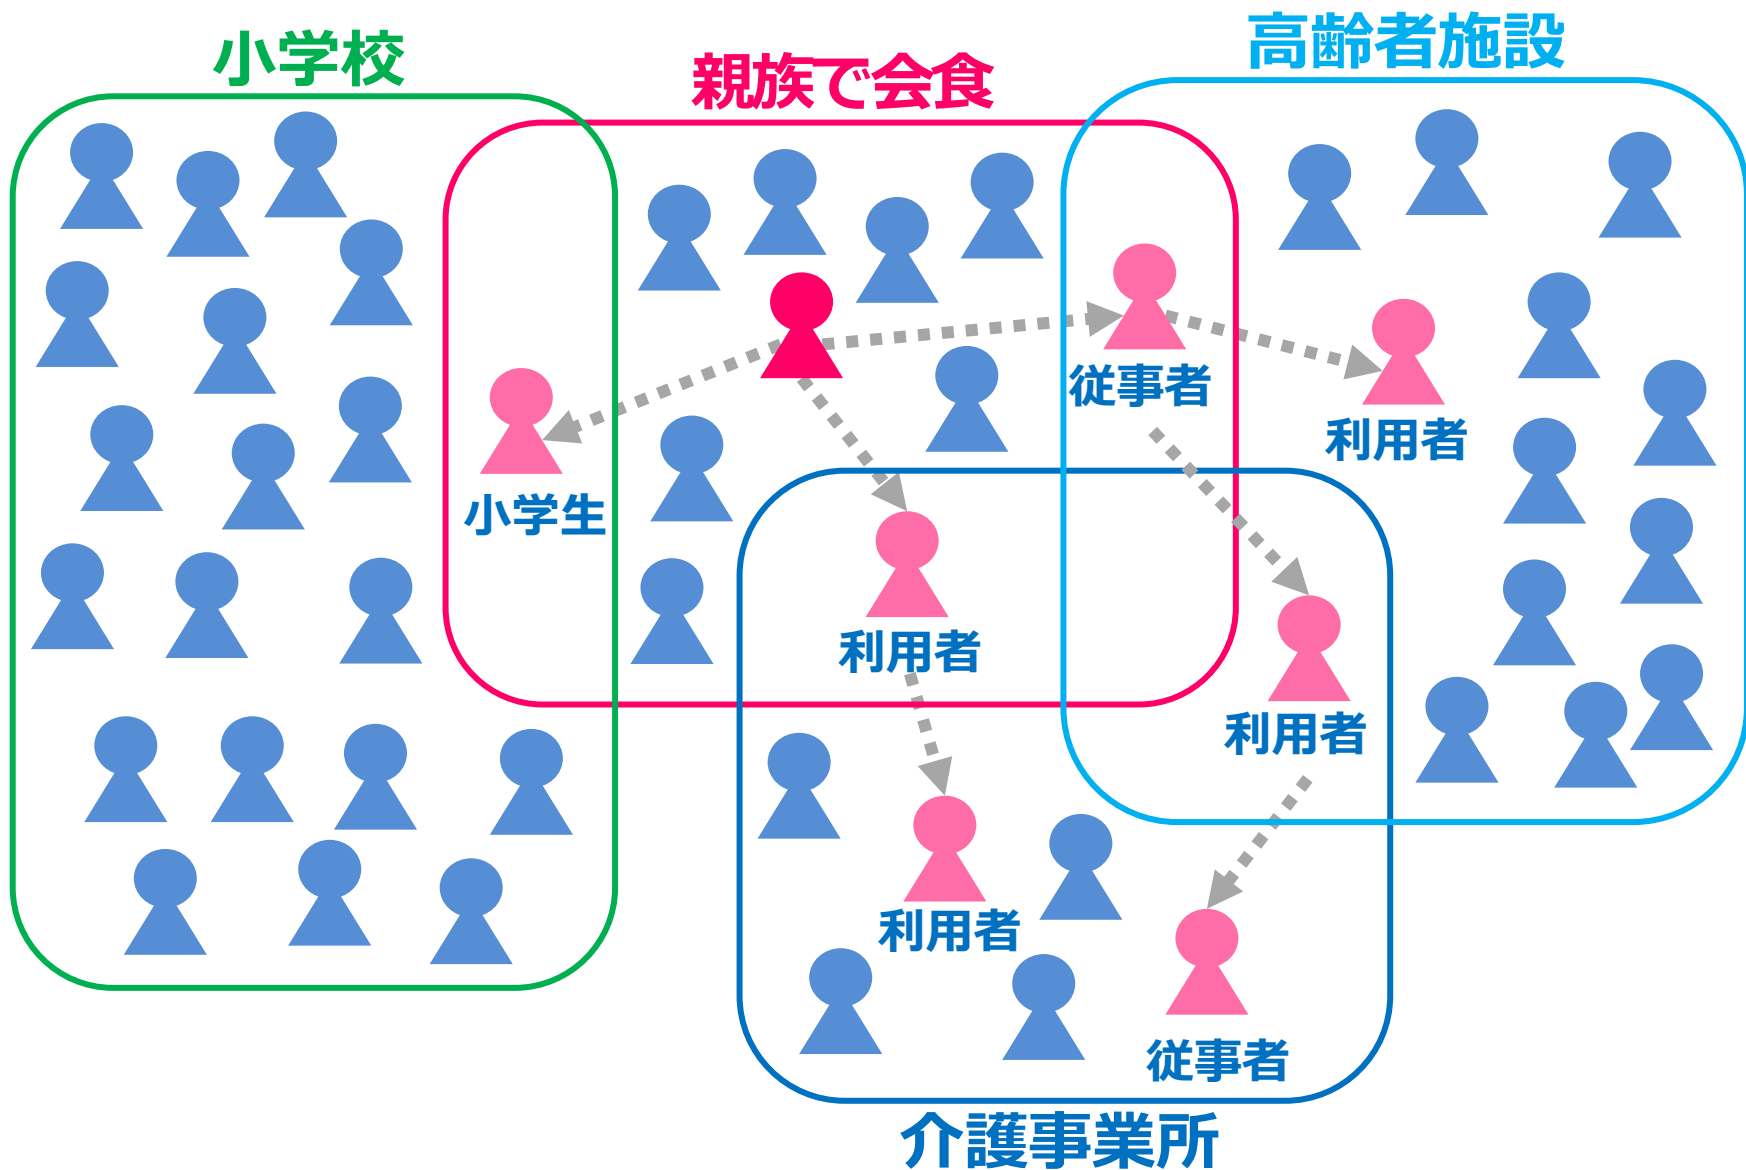 小学校
親族で会食
高齢者施設
従事者
利用者
小学生
利用者
利用者
利用者
従事者
介護事業所